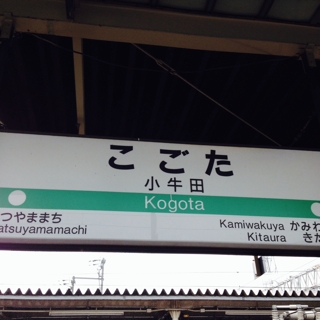 こごた
小牛田
Kogota
つやままち
atsuyamamachi
Kamiwakuya かみわ
Kitaura きた